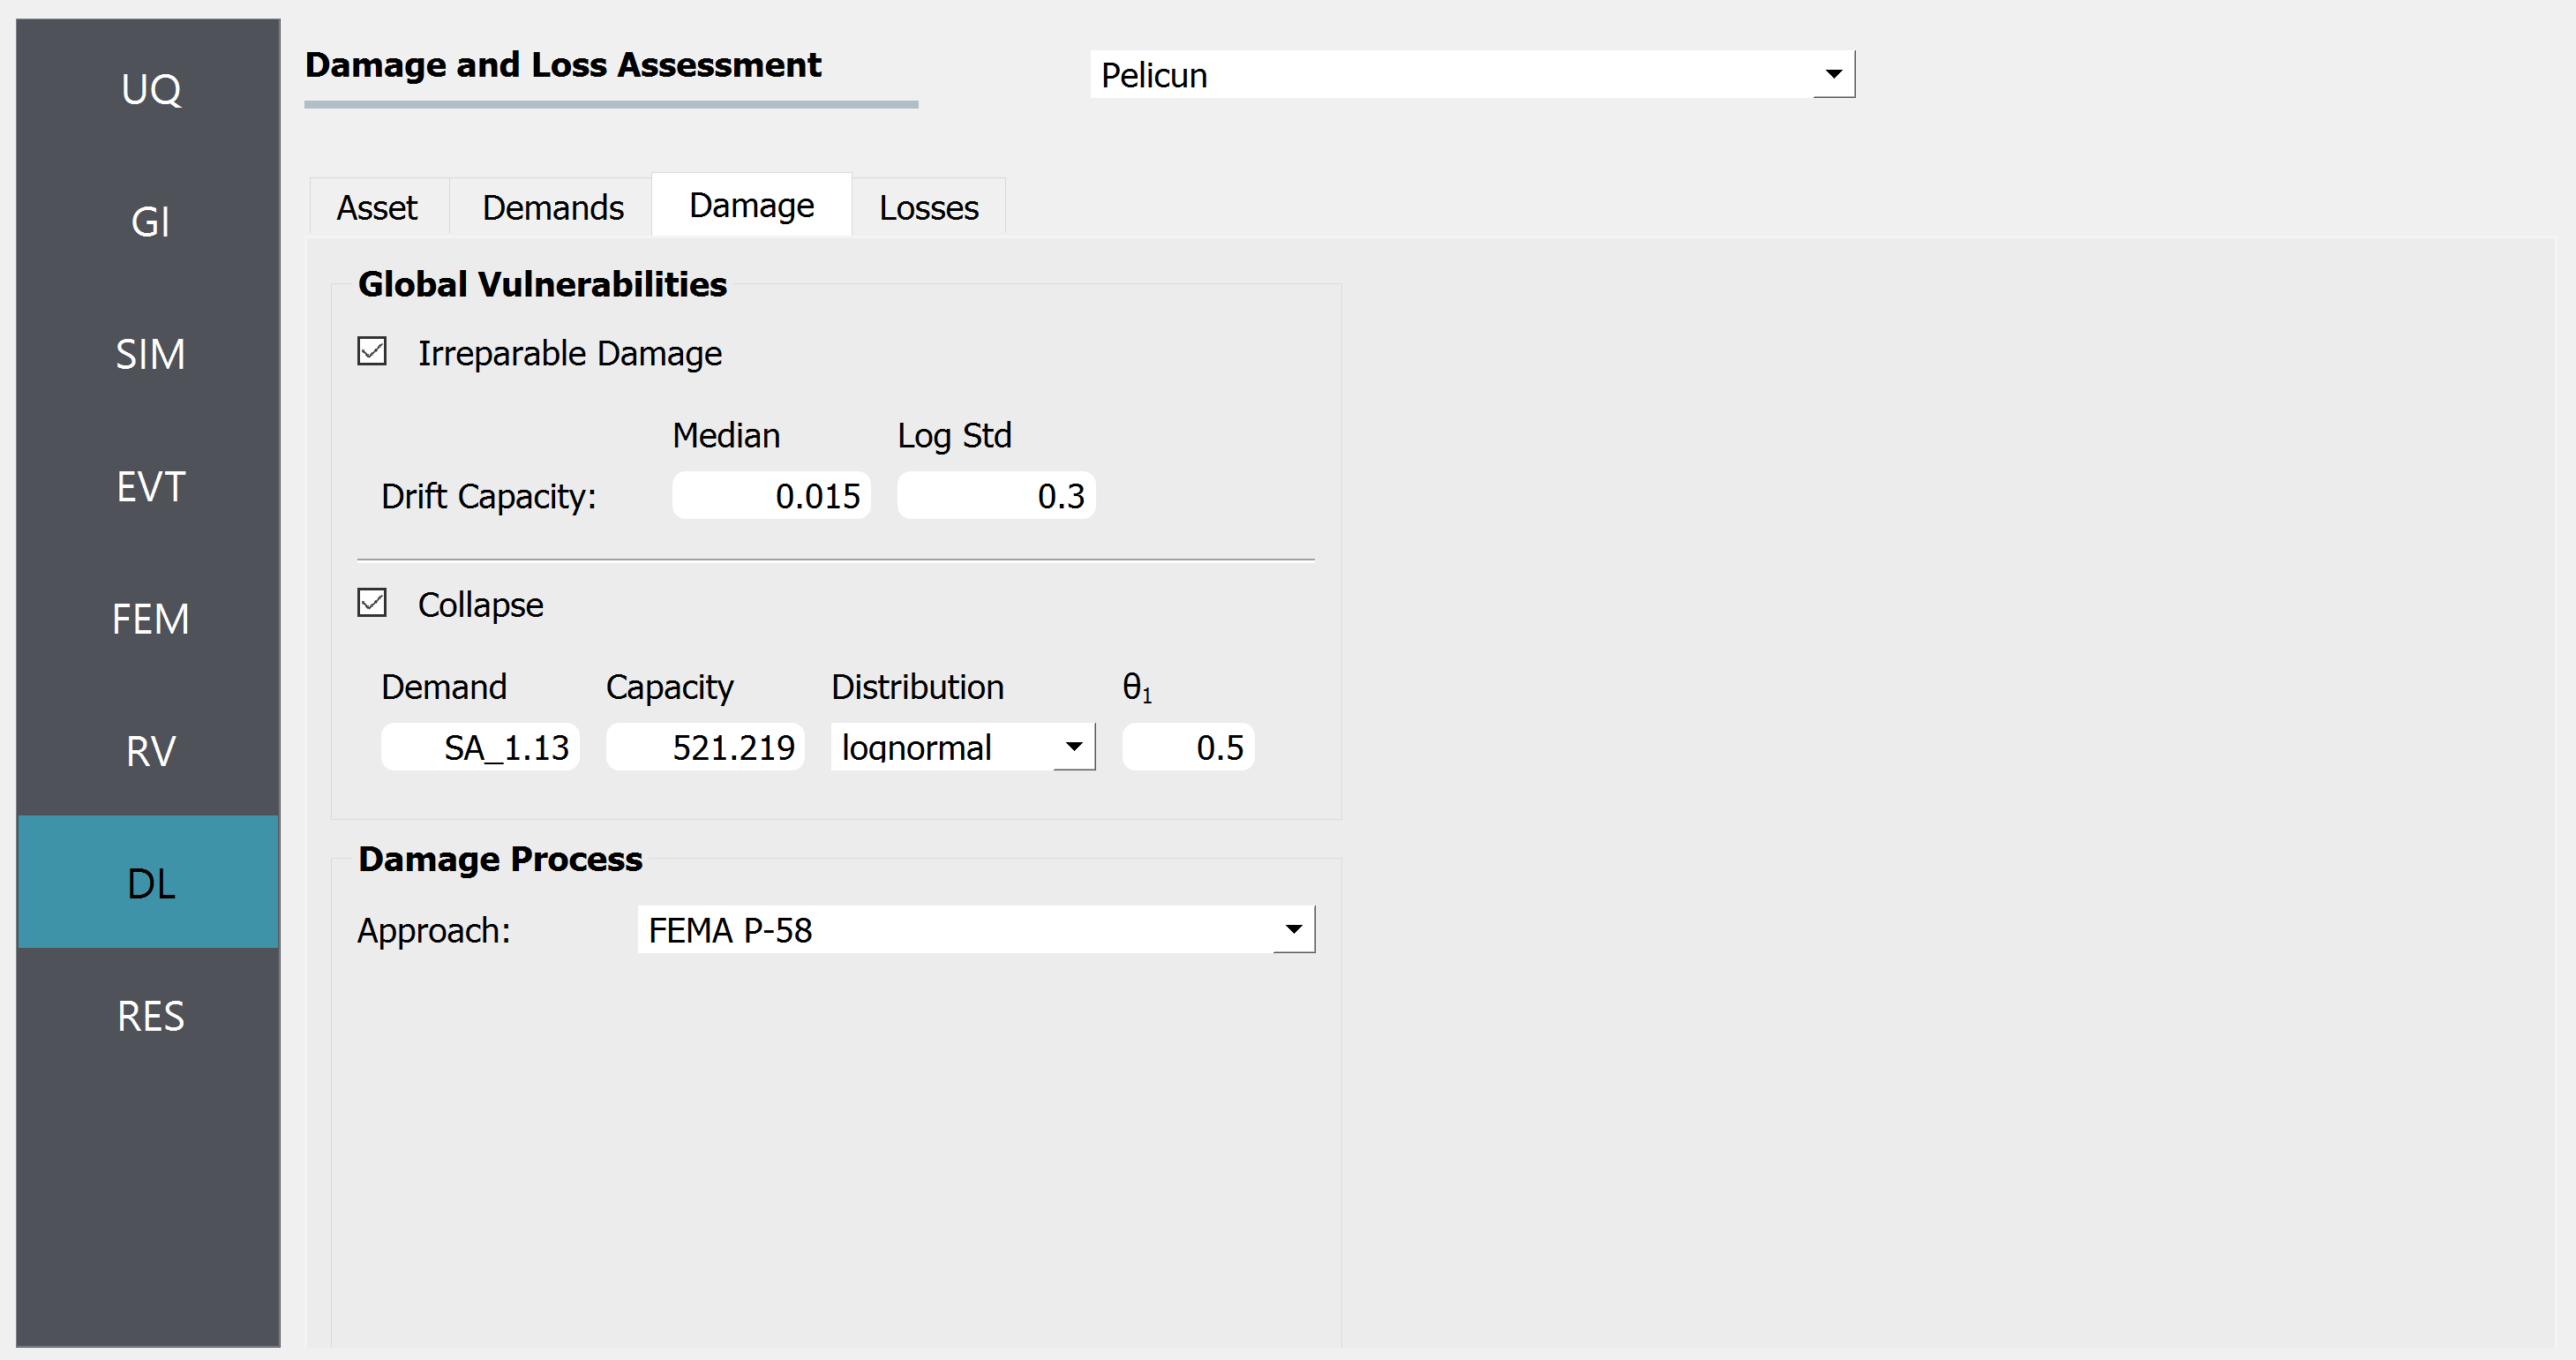 UQ
GI
SIM
EVT
FEM
RV
DL
RES
Damage and Loss Assessment
Pelicun
Asset Demands Damage Losses
Global Vulnerabilities
Irreparable Damage
Median Log Std
Drift Capacity: 0.015 0.3
Collapse
Demand Capacity Distribution θ₁
SA_1.13 521.219 lognormal 0.5
Damage Process
Approach: FEMA P-58